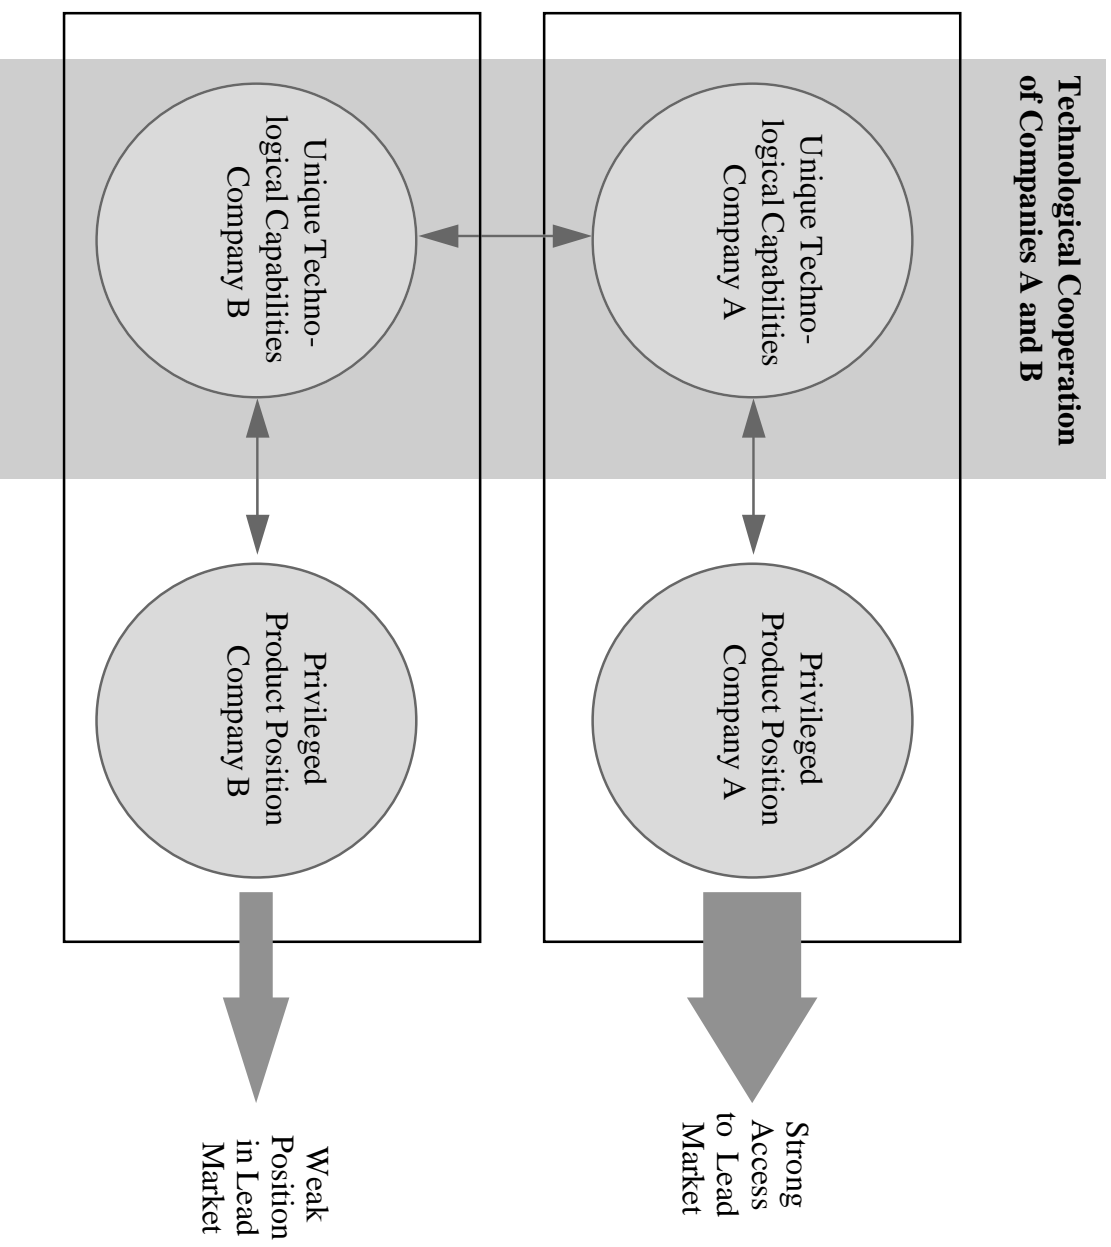 Technological Cooperation
of Companies A and B
Unique Techno-
logical Capabilities
Company A
Privileged
Product Position
Company A
Strong
Access
to Lead
Market
Unique Techno-
logical Capabilities
Company B
Privileged
Product Position
Company B
Weak
Position
in Lead
Market